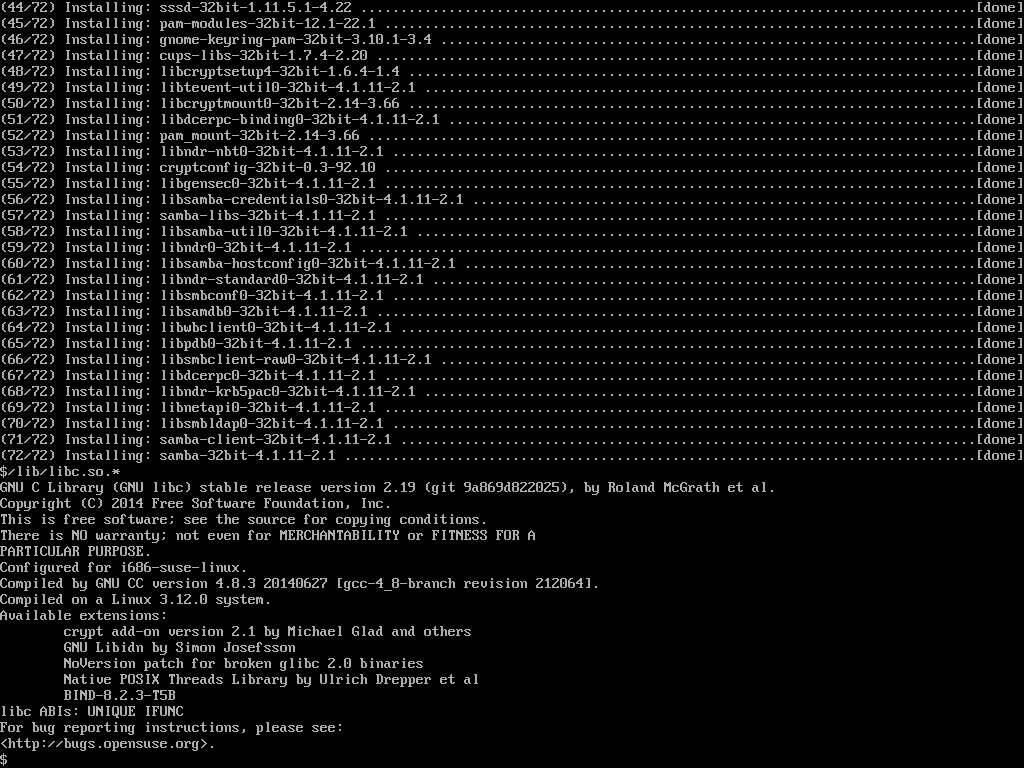 (44/72) Installing: sssd-32bit-1.11.5.1-4.22 ..............................................................................[done]
(45/72) Installing: pam-modules-32bit-12.1-22.1 ...........................................................................[done]
(46/72) Installing: gnome-keyring-pam-32bit-3.10.1-3.4 ...................................................................[done]
(47/72) Installing: cups-libs-32bit-1.7.4-2.20 ............................................................................[done]
(48/72) Installing: libcryptsetup4-32bit-1.6.4-1.4 ........................................................................[done]
(49/72) Installing: libtevent-util0-32bit-4.1.11-2.1 ......................................................................[done]
(50/72) Installing: libcryptmount0-32bit-2.14-3.66 ........................................................................[done]
(51/72) Installing: libdcerpc-binding0-32bit-4.1.11-2.1 ...................................................................[done]
(52/72) Installing: pam_mount-32bit-2.14-3.66 .............................................................................[done]
(53/72) Installing: libndr-nbt0-32bit-4.1.11-2.1 ..........................................................................[done]
(54/72) Installing: cryptconfig-32bit-0.3-92.10 ...........................................................................[done]
(55/72) Installing: libgensec0-32bit-4.1.11-2.1 ...........................................................................[done]
(56/72) Installing: libsamba-credentials0-32bit-4.1.11-2.1 ................................................................[done]
(57/72) Installing: samba-libs-32bit-4.1.11-2.1 ...........................................................................[done]
(58/72) Installing: libsamba-util0-32bit-4.1.11-2.1 .......................................................................[done]
(59/72) Installing: libndr0-32bit-4.1.11-2.1 ..............................................................................[done]
(60/72) Installing: libsamba-hostconfig0-32bit-4.1.11-2.1 .................................................................[done]
(61/72) Installing: libndr-standard0-32bit-4.1.11-2.1 .....................................................................[done]
(62/72) Installing: libsmbconf0-32bit-4.1.11-2.1 ..........................................................................[done]
(63/72) Installing: libsamdb0-32bit-4.1.11-2.1 ............................................................................[done]
(64/72) Installing: libwbclient0-32bit-4.1.11-2.1 .........................................................................[done]
(65/72) Installing: libpdb0-32bit-4.1.11-2.1 ..............................................................................[done]
(66/72) Installing: libsmbclient-raw0-32bit-4.1.11-2.1 ....................................................................[done]
(67/72) Installing: libdcerpc0-32bit-4.1.11-2.1 ...........................................................................[done]
(68/72) Installing: libndr-krb5pac0-32bit-4.1.11-2.1 ......................................................................[done]
(69/72) Installing: libnetapi0-32bit-4.1.11-2.1 ...........................................................................[done]
(70/72) Installing: libsmbldap0-32bit-4.1.11-2.1 ..........................................................................[done]
(71/72) Installing: samba-client-32bit-4.1.11-2.1 .........................................................................[done]
(72/72) Installing: samba-32bit-4.1.11-2.1 ................................................................................[done]
$/lib/libc.so.*
GNU C Library (GNU libc) stable release version 2.19 (git 9a869d822025), by Roland McGrath et al.
Copyright (C) 2014 Free Software Foundation, Inc.
This is free software; see the source for copying conditions.
There is NO warranty; not even for MERCHANTABILITY or FITNESS FOR A
PARTICULAR PURPOSE.
Configured for i686-suse-linux.
Compiled by GNU CC version 4.8.3 20140627 [gcc-4_8-branch revision 212064].
Compiled on a Linux 3.12.0 system.
Available extensions:
crypt add-on version 2.1 by Michael Glad and others
GNU Libidn by Simon Josefsson
NoVersion patch for broken glibc 2.0 binaries
Native POSIX Threads Library by Ulrich Drepper et al
BIND-8.2.3-T5B
libc ABIs: UNIQUE IFUNC
For bug reporting instructions, please see:
<http://bugs.opensuse.org>.
$